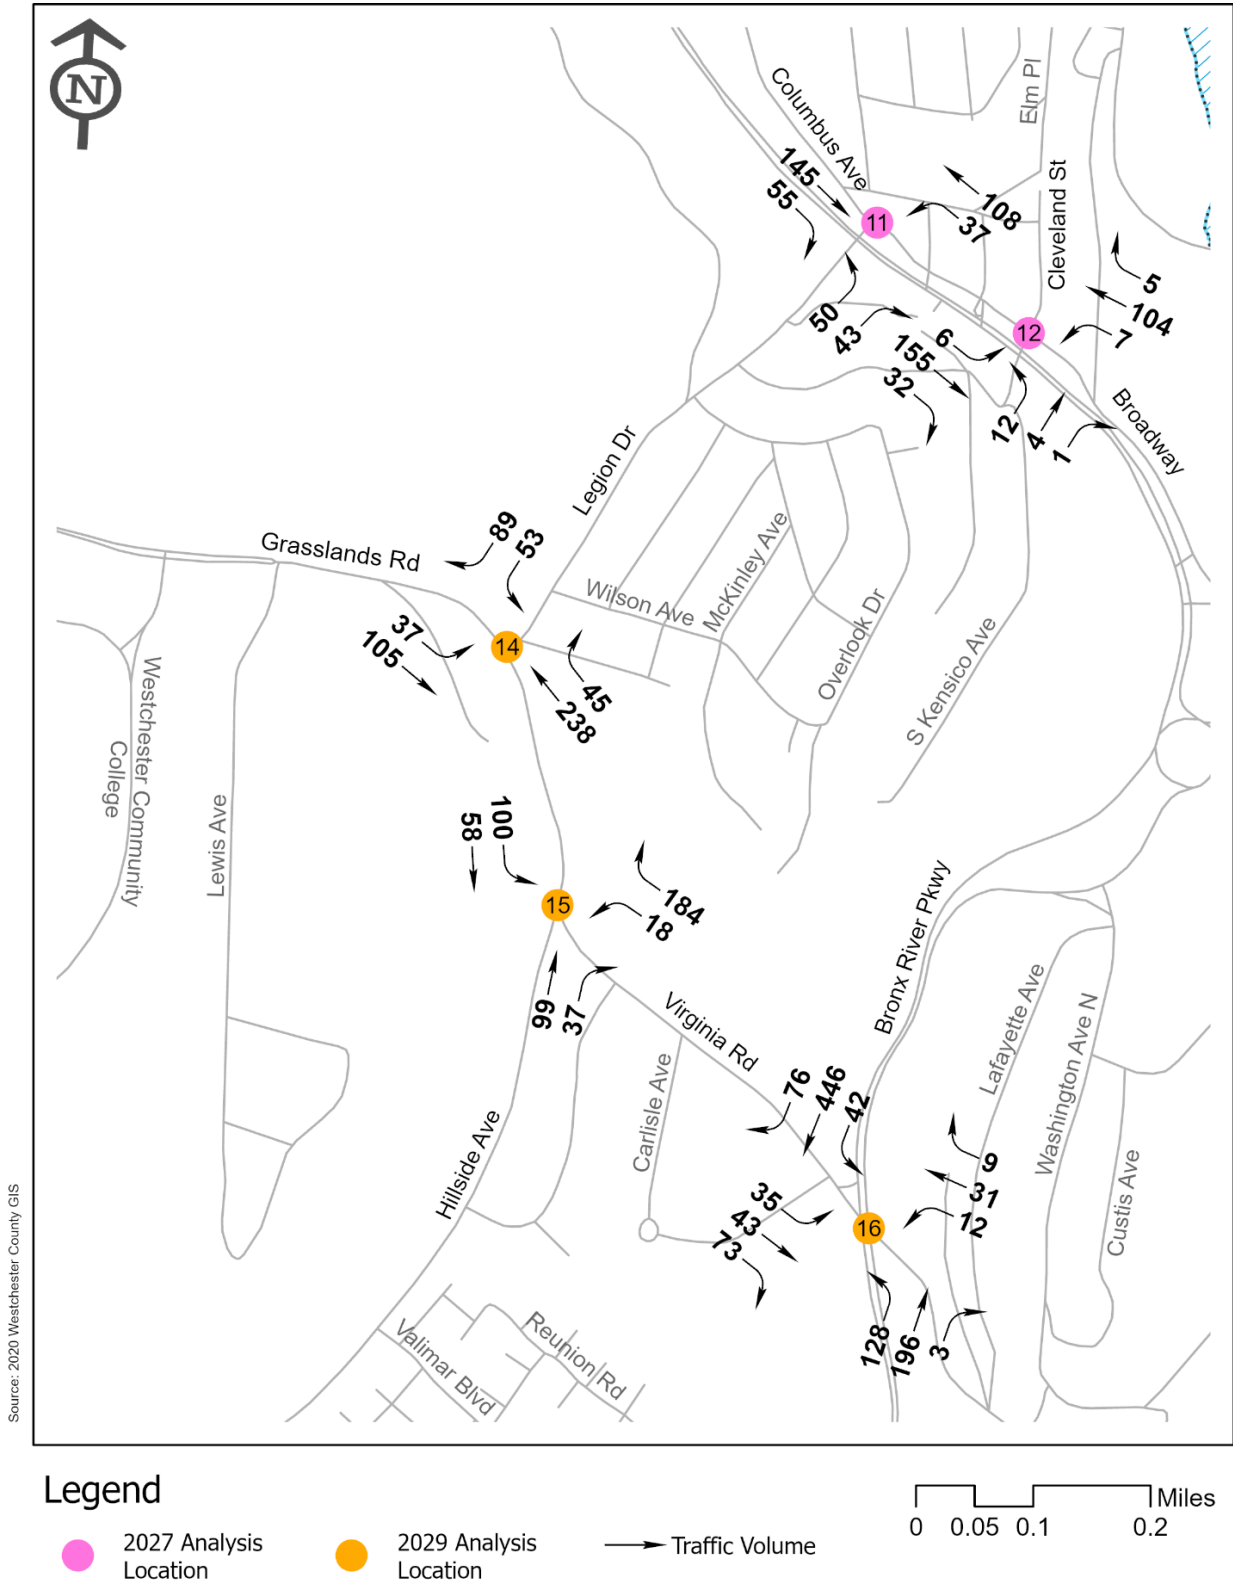 N
Columbus Ave
Elm Pl
145
55
108
37
11
Cleveland St
5
104
7
50
43
6
155
32
12
12
4
1
Broadway
Legion Dr
89
53
Grasslands Rd
Wilson Ave
McKinley Ave
Overlook Dr
S Kensico Ave
37
105
14
45
238
Westchester Community
College
Lewis Ave
58
100
15
184
18
99
37
Virginia Rd
Bronx River Pkwy
Lafayette Ave
Washington Ave N
Custis Ave
Carlisle Ave
Hillside Ave
76
446
42
9
31
12
35
43
73
16
128
196
3
Valimar Blvd
Reunion Rd
Source: 2020 Westchester County GIS
Legend
2027 Analysis
Location
2029 Analysis
Location
Traffic Volume
Miles
0 0.05 0.1 0.2